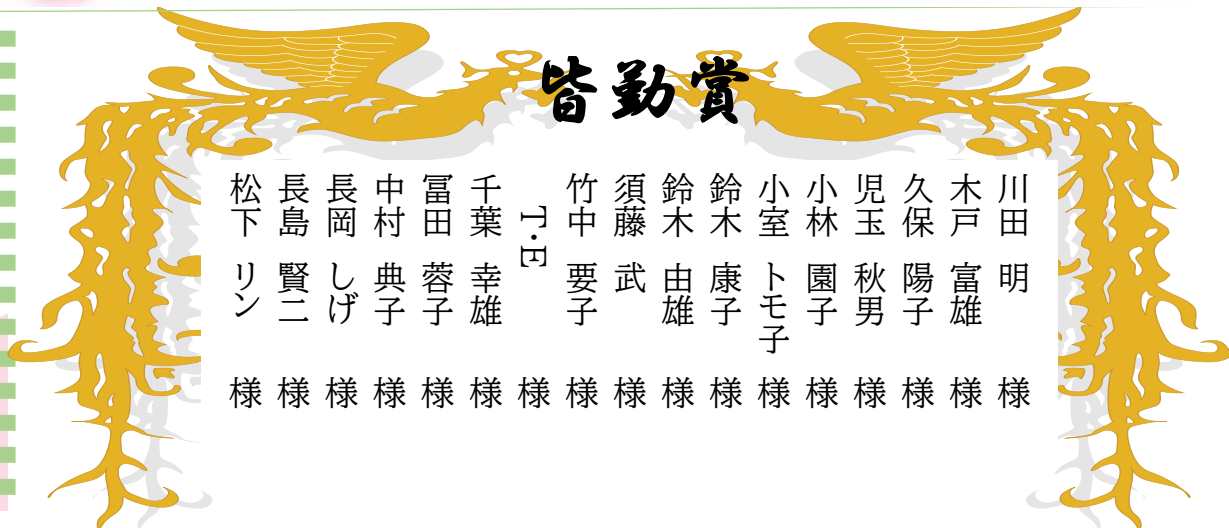 皆勤賞
川田 明 様
木戸 富雄 様
久保 陽子 様
児玉 秋男 様
小林 園子 様
小室 トモ子 様
鈴木 康子 様
鈴木 由雄 様
須藤 武 様
竹中 要子 様
T・E 様
千葉 幸雄 様
冨田 蓉子 様
中村 典子 様
長岡 しげ 様
長島 賢二 様
松下 リン 様